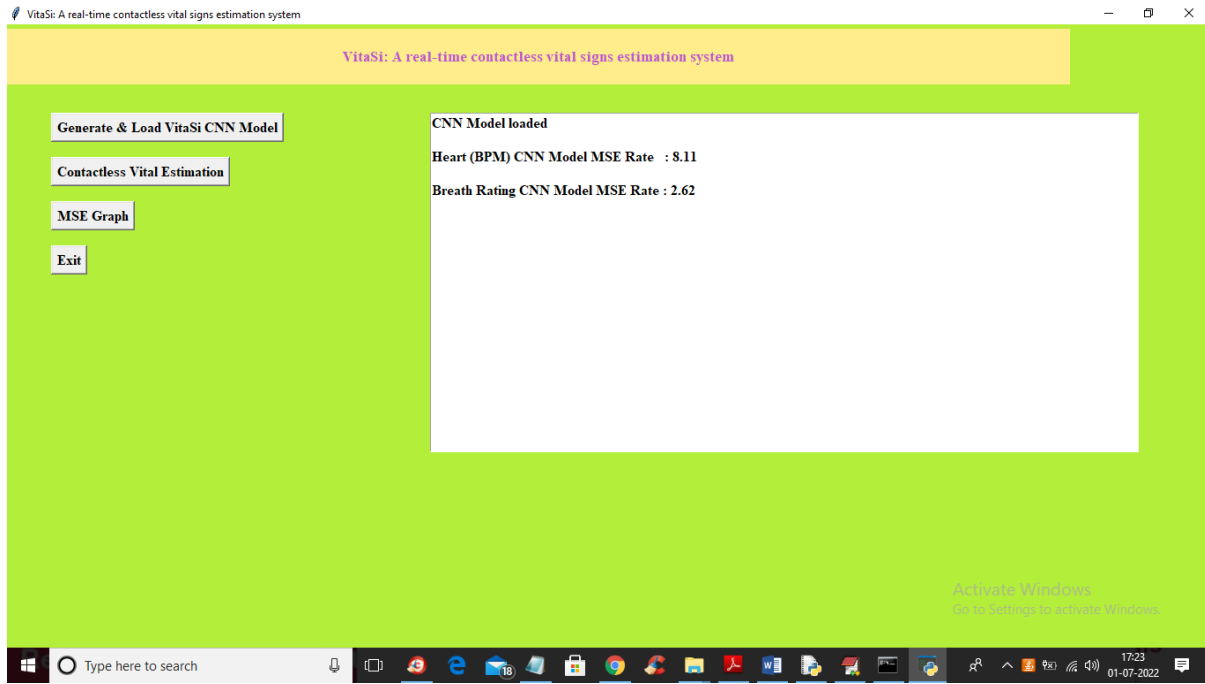 VitaSi: A real-time contactless vital signs estimation system
VitaSi: A real-time contactless vital signs estimation system
Generate & Load VitaSi CNN Model
Contactless Vital Estimation
MSE Graph
Exit
CNN Model loaded
Heart (BPM) CNN Model MSE Rate   : 8.11
Breath Rating CNN Model MSE Rate : 2.62
Activate Windows
Go to Settings to activate Windows.
Type here to search
18
17:23
01-07-2022